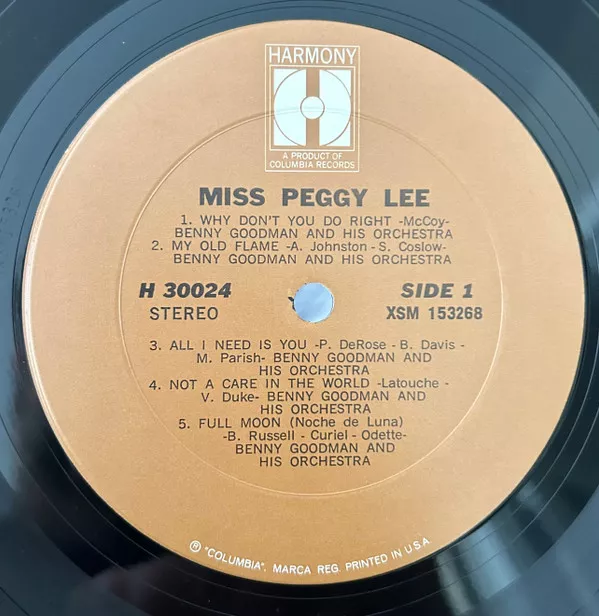 HARMONY
A PRODUCT OF
COLUMBIA RECORDS
MISS PEGGY LEE
1. WHY DON'T YOU DO RIGHT -McCoy-
BENNY GOODMAN AND HIS ORCHESTRA
2. MY OLD FLAME -A. Johnston - S. Coslow-
BENNY GOODMAN AND HIS ORCHESTRA
H 30024
STEREO
SIDE 1
XSM 153268
3. ALL I NEED IS YOU -P. DeRose - B. Davis -
M. Parish- BENNY GOODMAN AND
HIS ORCHESTRA
4. NOT A CARE IN THE WORLD -Latouche -
V. Duke- BENNY GOODMAN AND
HIS ORCHESTRA
5. FULL MOON (Noche de Luna)
-B. Russell - Curiel - Odette-
BENNY GOODMAN AND
HIS ORCHESTRA
® "COLUMBIA", MARCA REG. PRINTED IN U.S.A.